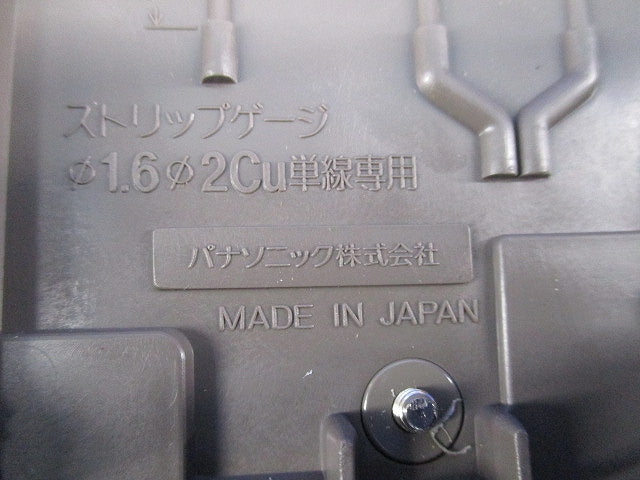 ストリップゲージ
φ1.6φ2Cu単線専用
パナソニック株式会社
MADE IN JAPAN